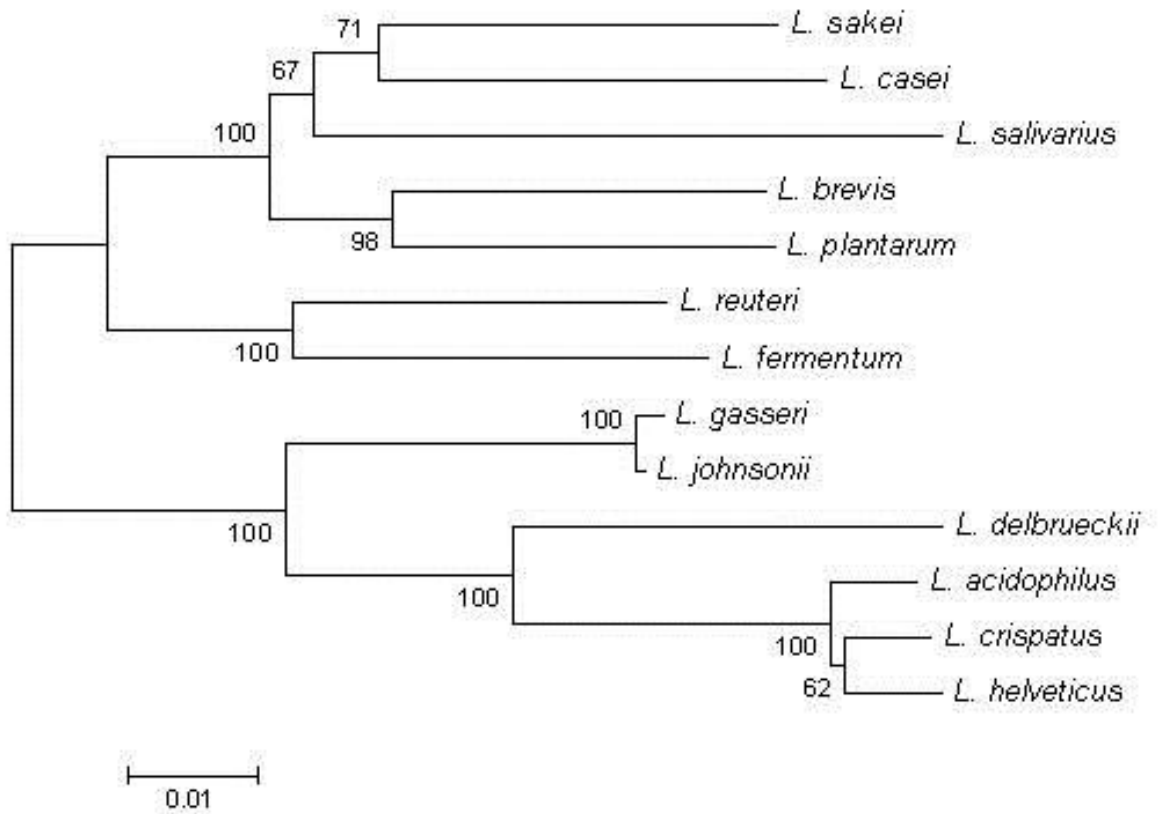 71
L. sakei
67
L. casei
100
L. salivarius
L. brevis
98
L. plantarum
L. reuteri
100
L. fermentum
100
L. gasseri
L. johnsonii
100
L. delbrueckii
100
L. acidophilus
100
L. crispatus
62
L. helveticus
0.01